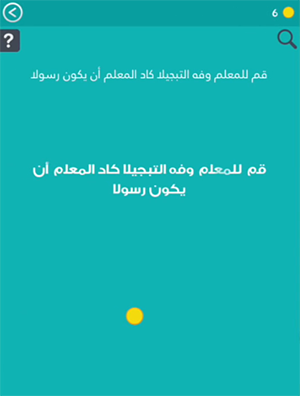 6
?
قم للمعلم وفه التبجيلا كاد المعلم أن يكون رسولا
قم للمعلم وفه التبجيلا كاد المعلم أن
يكون رسولا